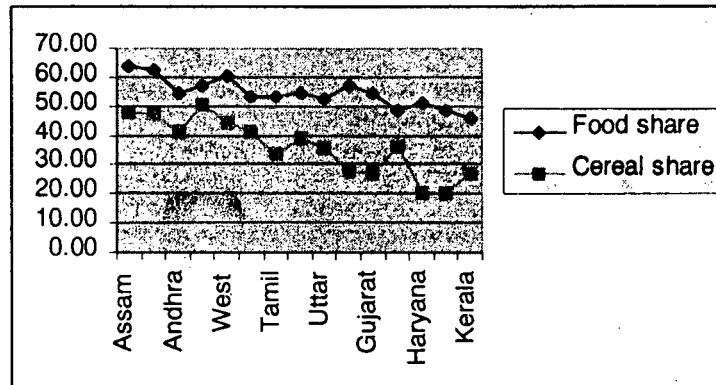 70.00
60.00
50.00
40.00
30.00
20.00
10.00
0.00
Assam
Andhra
West
Tamil
Uttar
Gujarat
Haryana
Kerala
Food share
Cereal share